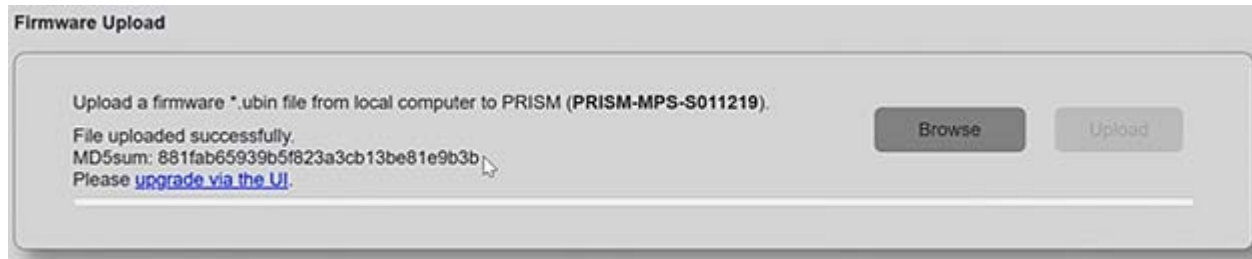 Firmware Upload
Upload a firmware *.ubin file from local computer to PRISM (PRISM-MPS-S011219).
Browse
Upload
File uploaded successfully.
MD5sum: 881fab65939b5f823a3cb13be81e9b3b
Please upgrade via the UI.